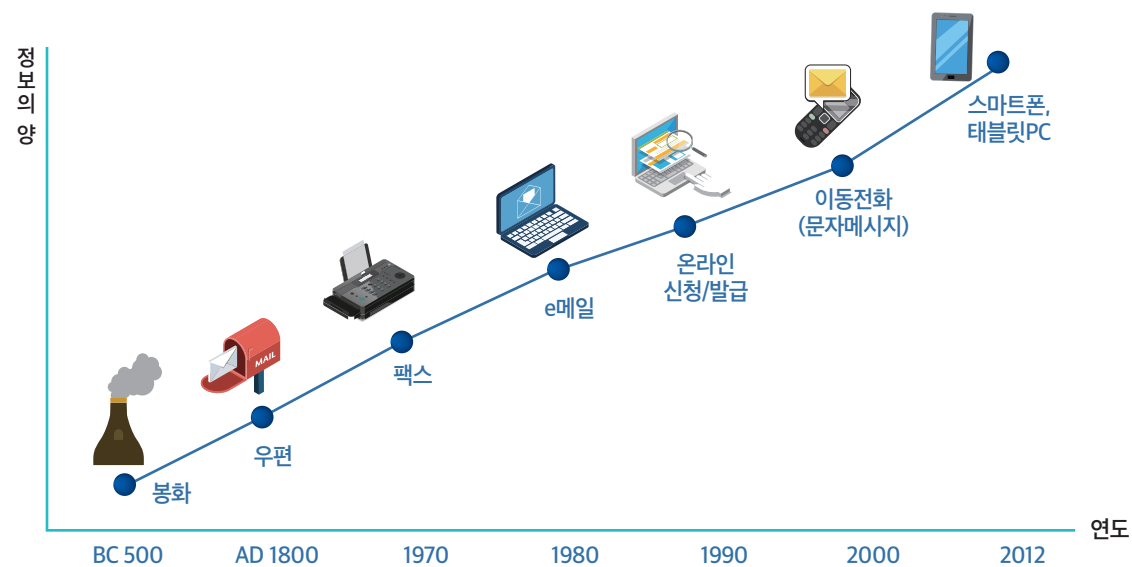 정보의 양
스마트폰,
태블릿PC
이동전화
(문자메시지)
온라인
신청/발급
e메일
팩스
MAIL
우편
봉화
연도
BC 500
AD 1800
1970
1980
1990
2000
2012